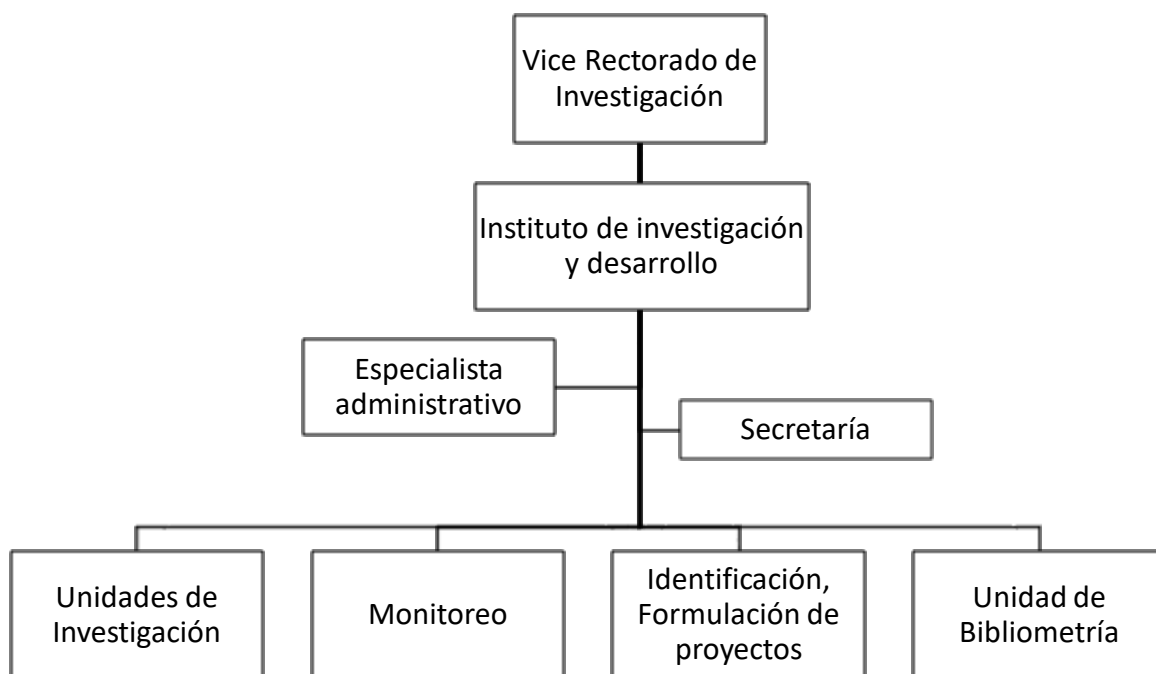 Vice Rectorado de
Investigación
Instituto de investigación
y desarrollo
Especialista
administrativo
Secretaría
Unidades de
Investigación
Monitoreo
Identificación,
Formulación de
proyectos
Unidad de
Bibliometría